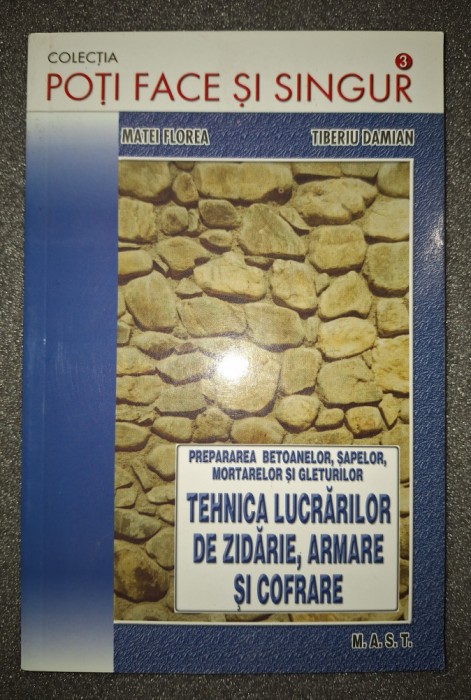 COLECȚIA
POȚI FACE ȘI SINGUR
3
MATEI FLOREA TIBERIU DAMIAN
PREPARAREA BETOANELOR, ȘAPELOR,
MORTARELOR ȘI GLETURILOR
TEHNICA LUCRĂRILOR
DE ZIDĂRIE, ARMARE
ȘI COFRARE
M. A. S. T.